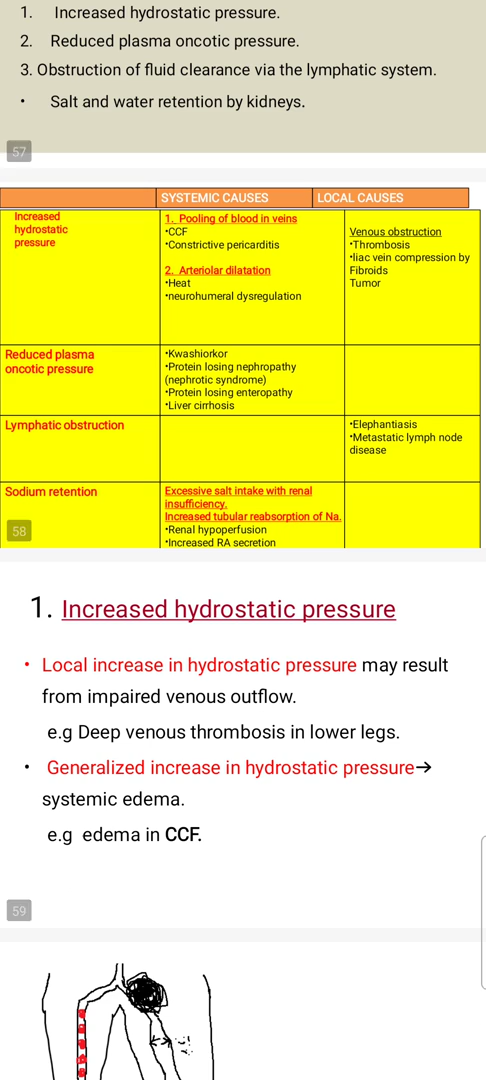 1. Increased hydrostatic pressure.
2. Reduced plasma oncotic pressure.
3. Obstruction of fluid clearance via the lymphatic system.
• Salt and water retention by kidneys.
57
SYSTEMIC CAUSES LOCAL CAUSES
Increased
hydrostatic
pressure
1. Pooling of blood in veins
•CCF
•Constrictive pericarditis
2. Arteriolar dilatation
•Heat
•neurohumeral dysregulation
Venous obstruction
•Thrombosis
•liac vein compression by
Fibroids
Tumor
Reduced plasma
oncotic pressure
•Kwashiorkor
•Protein losing nephropathy
(nephrotic syndrome)
•Protein losing enteropathy
•Liver cirrhosis
Lymphatic obstruction
•Elephantiasis
•Metastatic lymph node
disease
Sodium retention
Excessive salt intake with renal
insufficiency.
Increased tubular reabsorption of Na.
•Renal hypoperfusion
•Increased RA secretion
58
1. Increased hydrostatic pressure
• Local increase in hydrostatic pressure may result
from impaired venous outflow.
e.g Deep venous thrombosis in lower legs.
• Generalized increase in hydrostatic pressure→
systemic edema.
e.g edema in CCF.
59